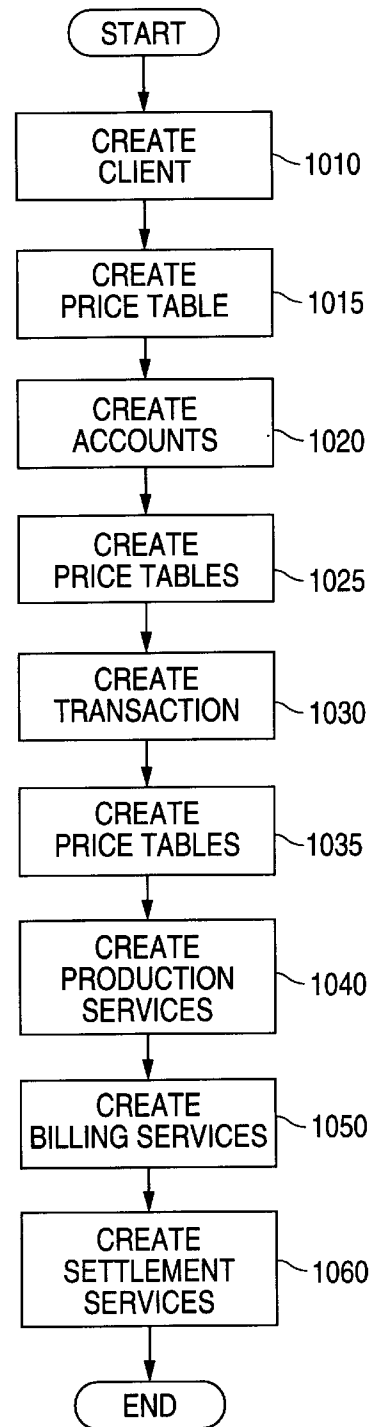 START
CREATE
CLIENT
1010
CREATE
PRICE TABLE
1015
CREATE
ACCOUNTS
1020
CREATE
PRICE TABLES
1025
CREATE
TRANSACTION
1030
CREATE
PRICE TABLES
1035
CREATE
PRODUCTION
SERVICES
1040
CREATE
BILLING SERVICES
1050
CREATE
SETTLEMENT
SERVICES
1060
END